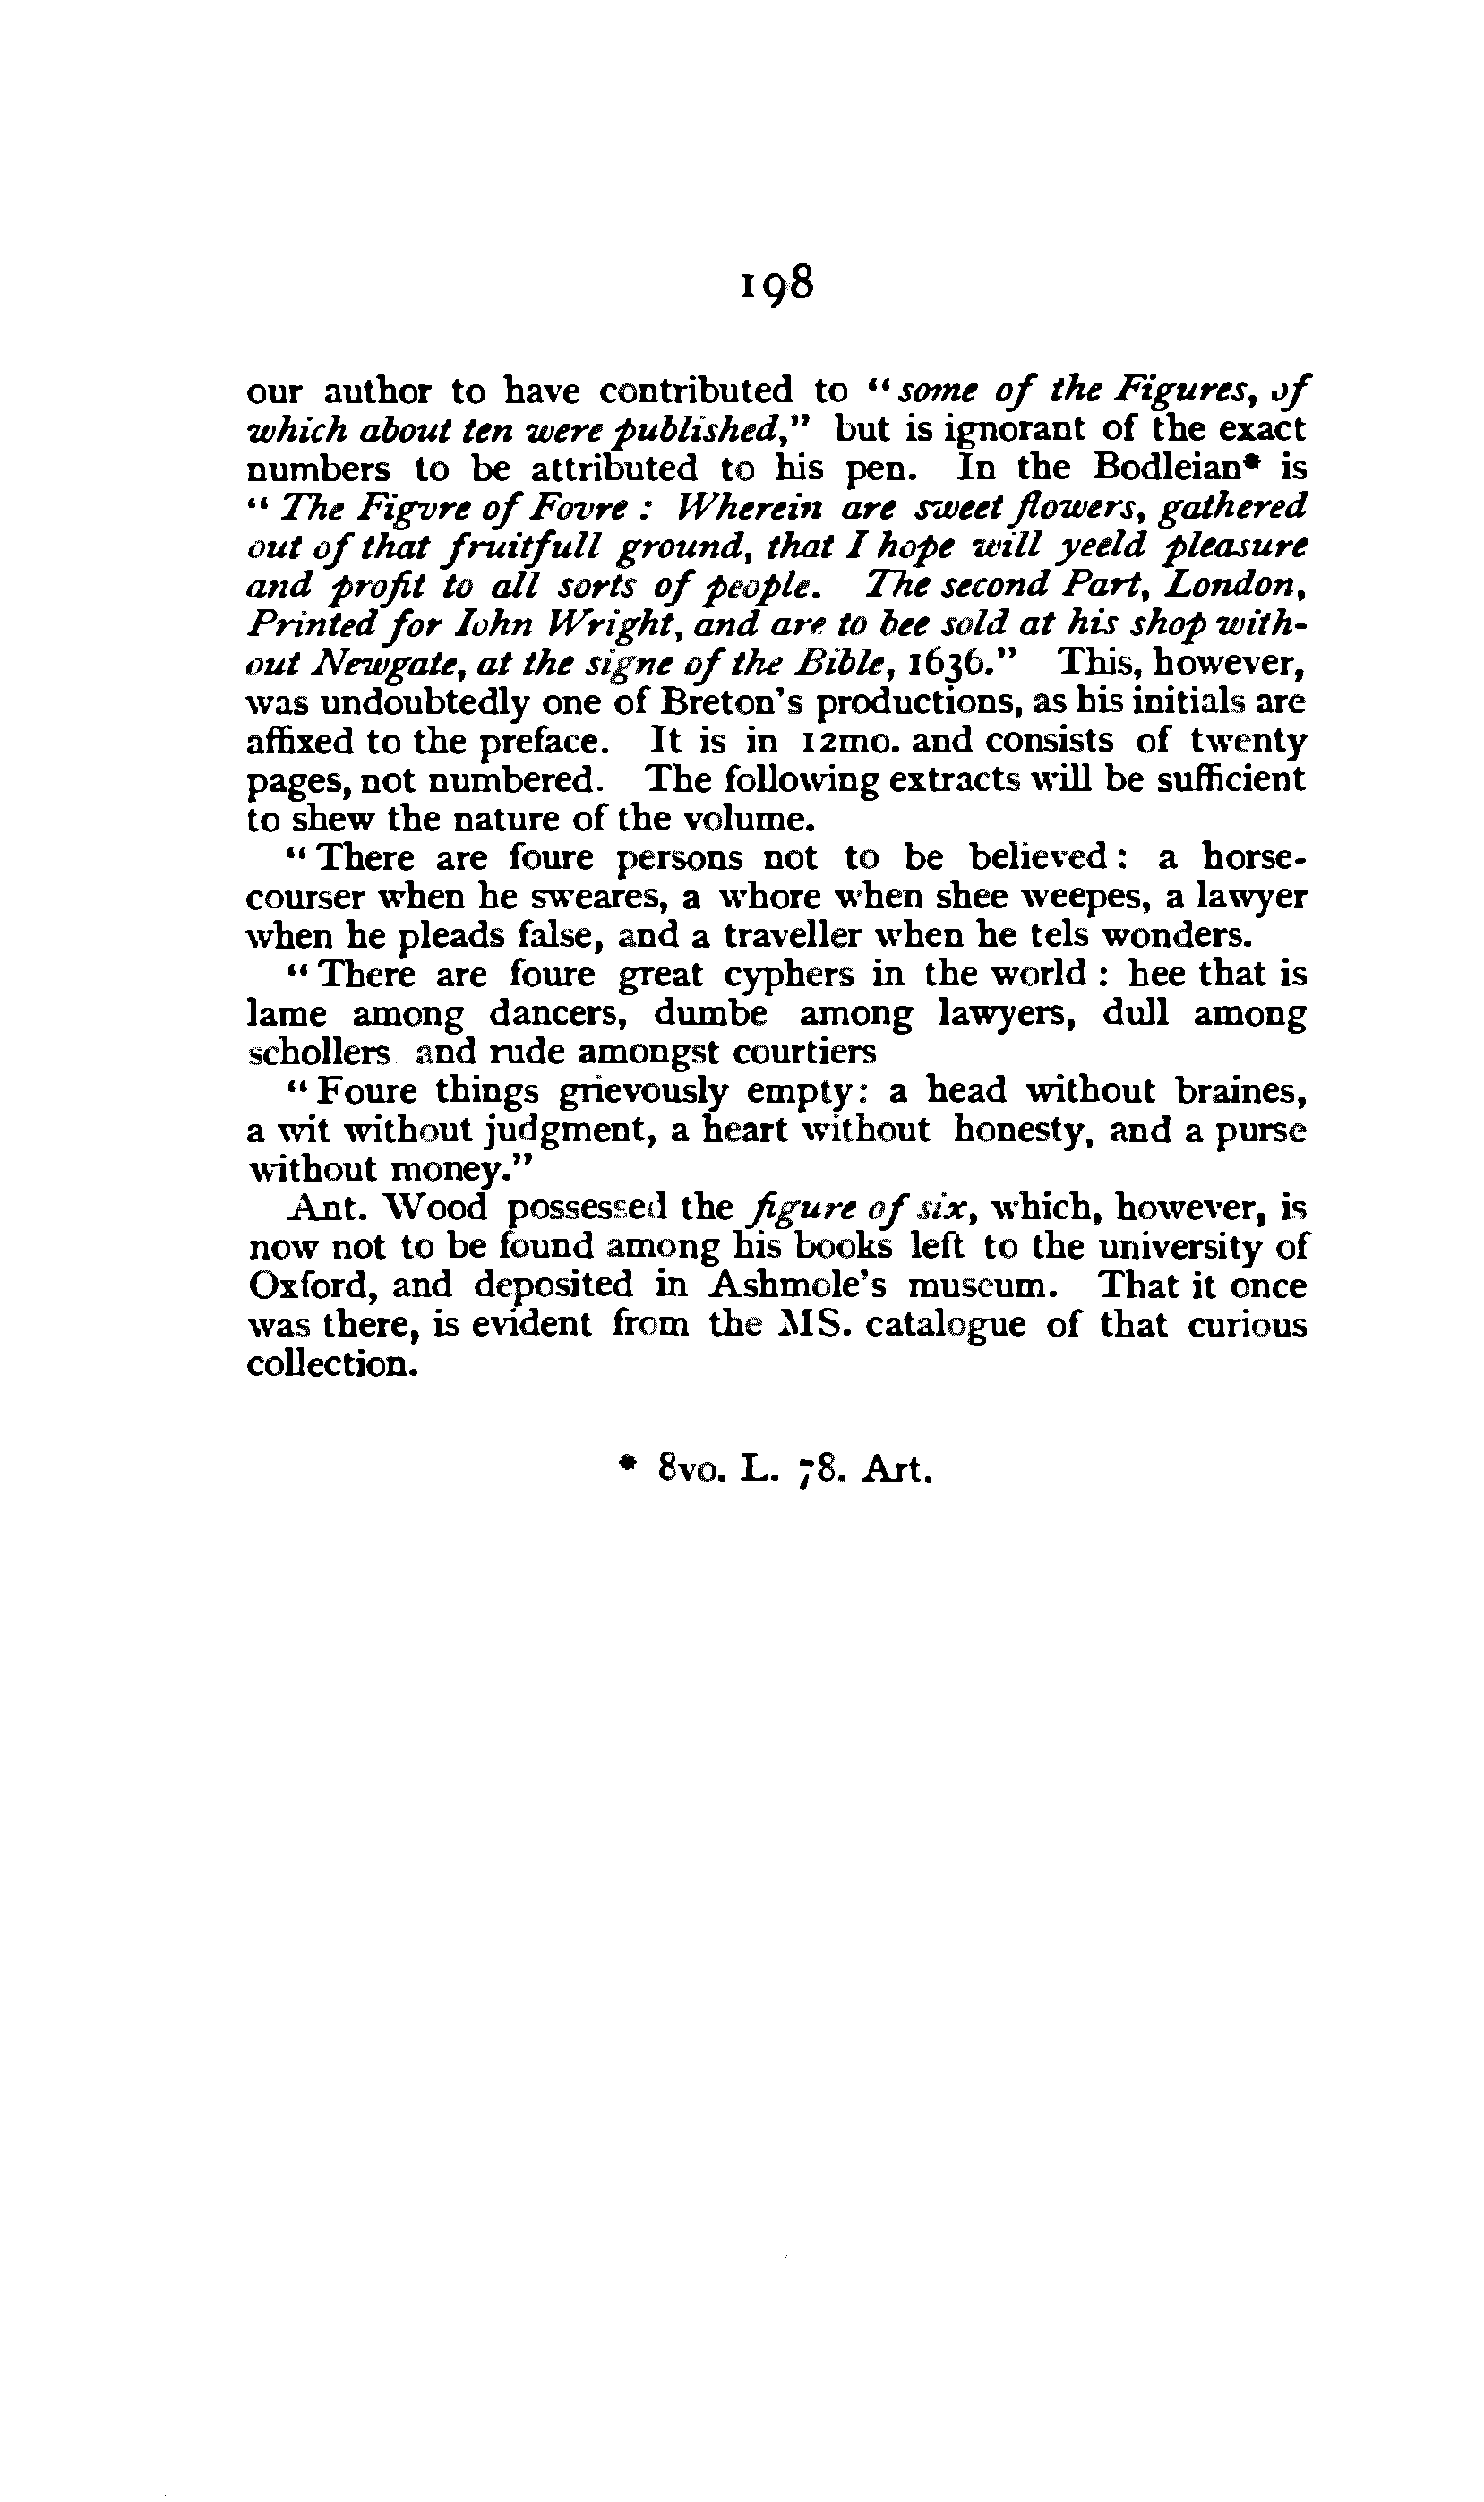 198
our author to have contributed to "some of the Figures, of
which about ten were published," but is ignorant of the exact
numbers to be attributed to his pen. In the Bodleian* is
"The Figvre of Fovre : Wherein are sweet flowers, gathered
out of that fruitfull ground, that I hope will yeeld pleasure
and profit to all sorts of people. The second Part, London,
Printed for Iohn Wright, and are to bee sold at his shop with-
out Newgate, at the signe of the Bible, 1636." This, however,
was undoubtedly one of Breton's productions, as his initials are
affixed to the preface. It is in 12mo. and consists of twenty
pages, not numbered. The following extracts will be sufficient
to shew the nature of the volume.
"There are foure persons not to be believed : a horse-
courser when he sweares, a whore when shee weepes, a lawyer
when he pleads false, and a traveller when he tels wonders.
"There are foure great cyphers in the world : hee that is
lame among dancers, dumbe among lawyers, dull among
schollers and rude amongst courtiers
"Foure things grievously empty: a head without braines,
a wit without judgment, a heart without honesty, and a purse
without money."
Ant. Wood possessed the figure of six, which, however, is
now not to be found among his books left to the university of
Oxford, and deposited in Ashmole's museum. That it once
was there, is evident from the MS. catalogue of that curious
collection.
* 8vo. L. 78. Art.